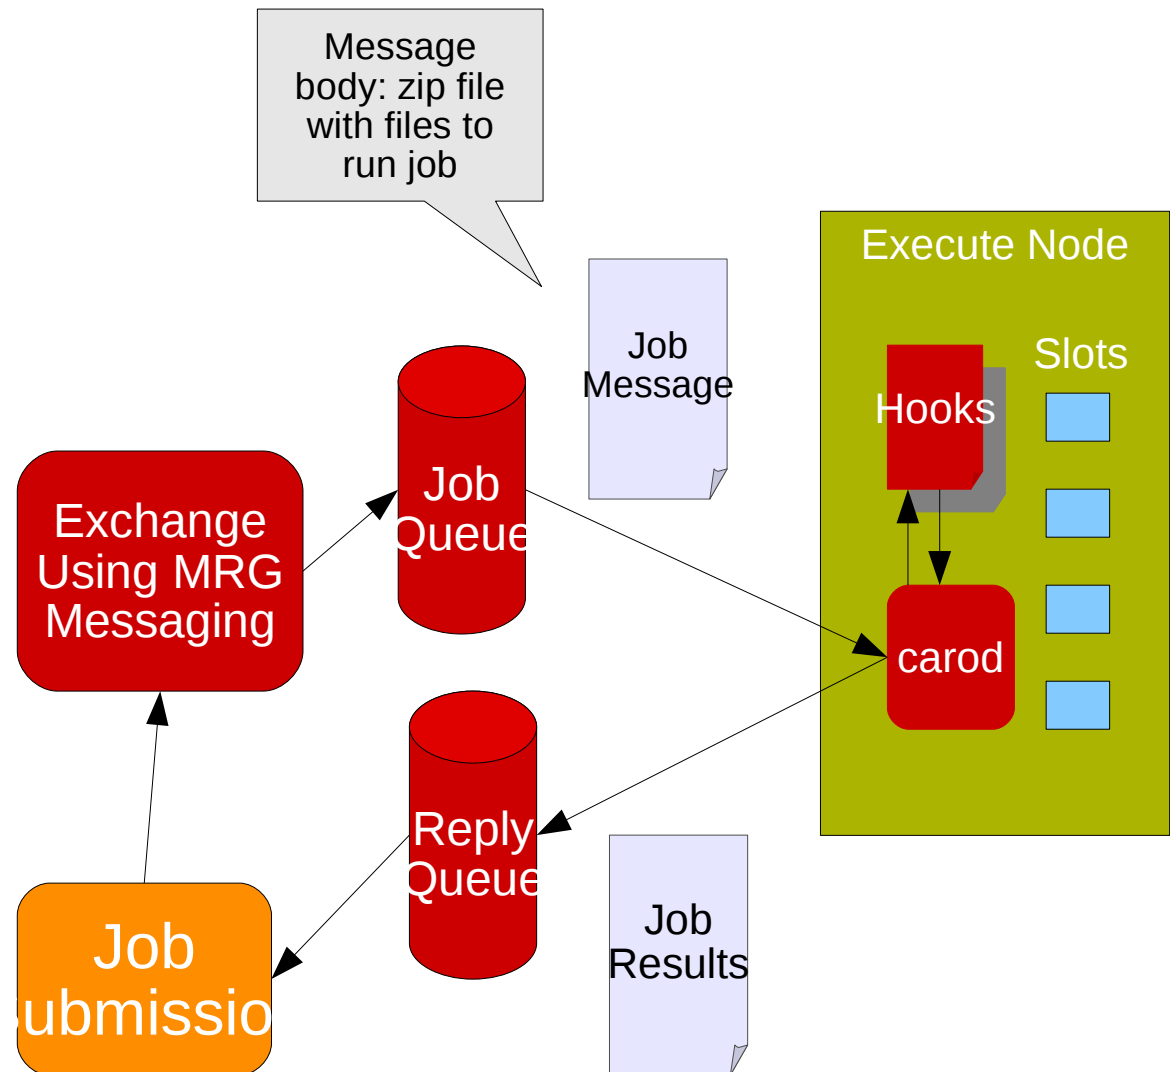 Message
body: zip file
with files to
run job
Execute Node
Job
Message
Slots
Hooks
Job
Queue
Exchange
Using MRG
Messaging
carod
Reply
Queue
Job
Results
Job
Submission